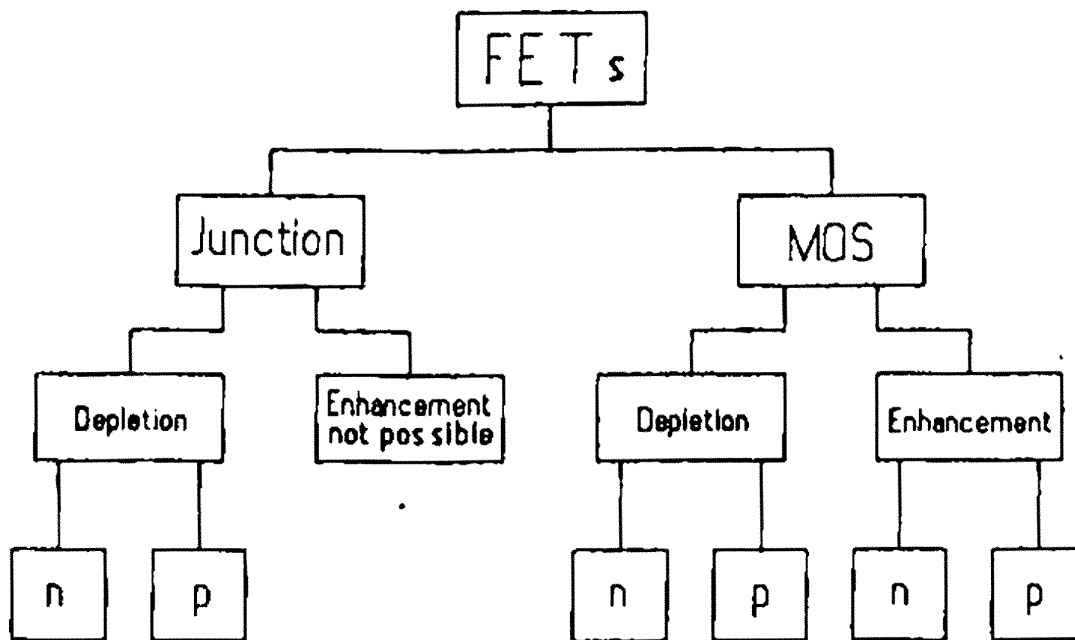 FETs
Junction
MOS
Depletion
Enhancement
not possible
Depletion
Enhancement
n
p
n
p
n
p